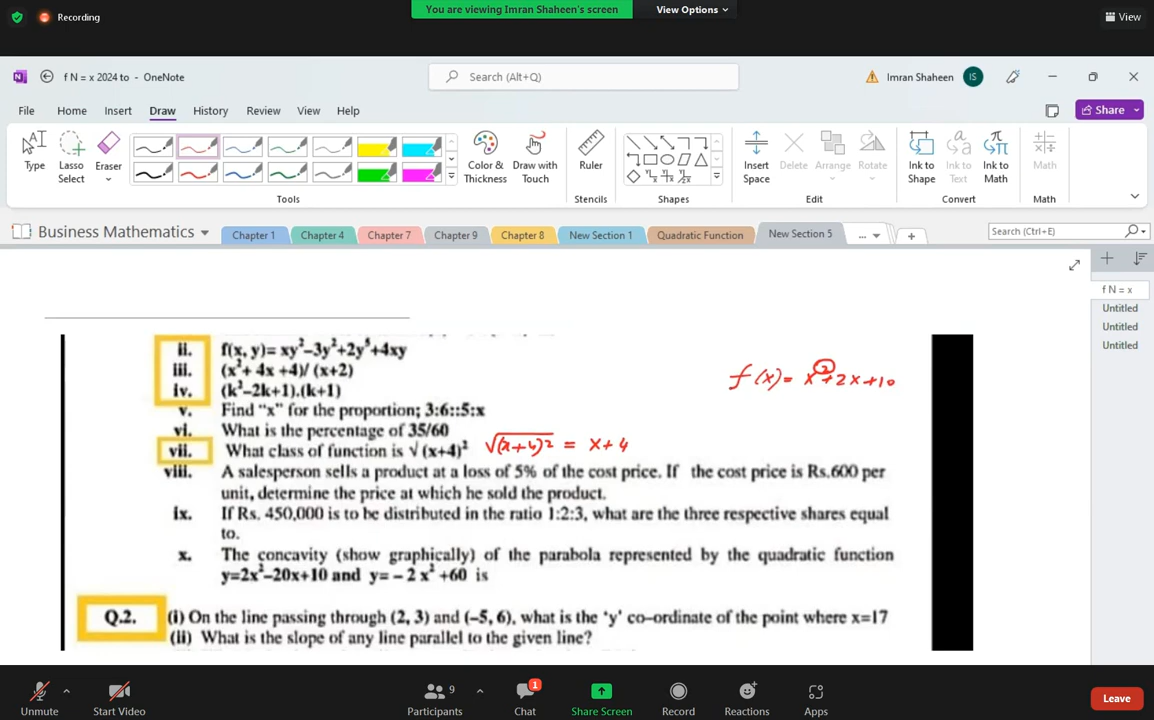 Recording
You are viewing Imran Shaheen's screen
View Options
View
f N = x 2024 to - OneNote
Search (Alt+Q)
Imran Shaheen
IS
File Home Insert Draw History Review View Help
Share
Type
Lasso Select
Eraser
Color & Thickness
Draw with Touch
Ruler
Insert Space
Delete
Arrange
Rotate
Ink to Shape
Ink to Text
Ink to Math
Math
Tools
Stencils
Shapes
Edit
Convert
Math
Business Mathematics
Chapter 1
Chapter 4
Chapter 7
Chapter 9
Chapter 8
New Section 1
Quadratic Function
New Section 5
...
Search (Ctrl+E)
f N = x
Untitled
Untitled
Untitled
ii. f(x, y)= xy²–3y²+2y⁵+4xy
iii. (x²+ 4x +4)/ (x+2)
f(x) = x²+2x+10
iv. (k²–2k+1).(k+1)
v. Find “x” for the proportion; 3:6::5:x
vi. What is the percentage of 35/60
vii. What class of function is √ (x+4)² √(x+4)² = x+4
viii. A salesperson sells a product at a loss of 5% of the cost price. If the cost price is Rs.600 per
unit, determine the price at which he sold the product.
ix. If Rs. 450,000 is to be distributed in the ratio 1:2:3, what are the three respective shares equal
to.
x. The concavity (show graphically) of the parabola represented by the quadratic function
y=2x²–20x+10 and y= – 2 x² +60 is
Q.2. (i) On the line passing through (2, 3) and (–5, 6), what is the ‘y’ co–ordinate of the point where x=17
(ii) What is the slope of any line parallel to the given line?
Unmute
Start Video
9
Participants
1
Chat
Share Screen
Record
Reactions
Apps
Leave